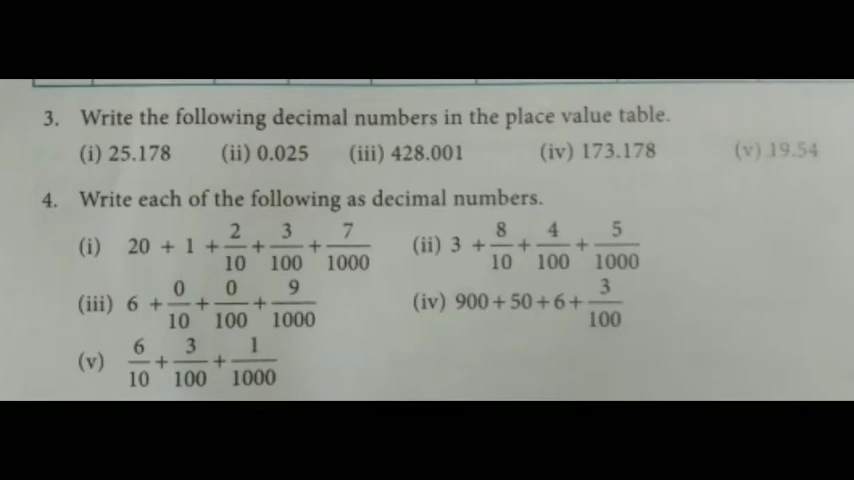 3. Write the following decimal numbers in the place value table.
(i) 25.178 (ii) 0.025 (iii) 428.001 (iv) 173.178 (v) 19.54
4. Write each of the following as decimal numbers.
(i) 20 + 1 + 2/10 + 3/100 + 7/1000 (ii) 3 + 8/10 + 4/100 + 5/1000
(iii) 6 + 0/10 + 0/100 + 9/1000 (iv) 900 + 50 + 6 + 3/100
(v) 6/10 + 3/100 + 1/1000